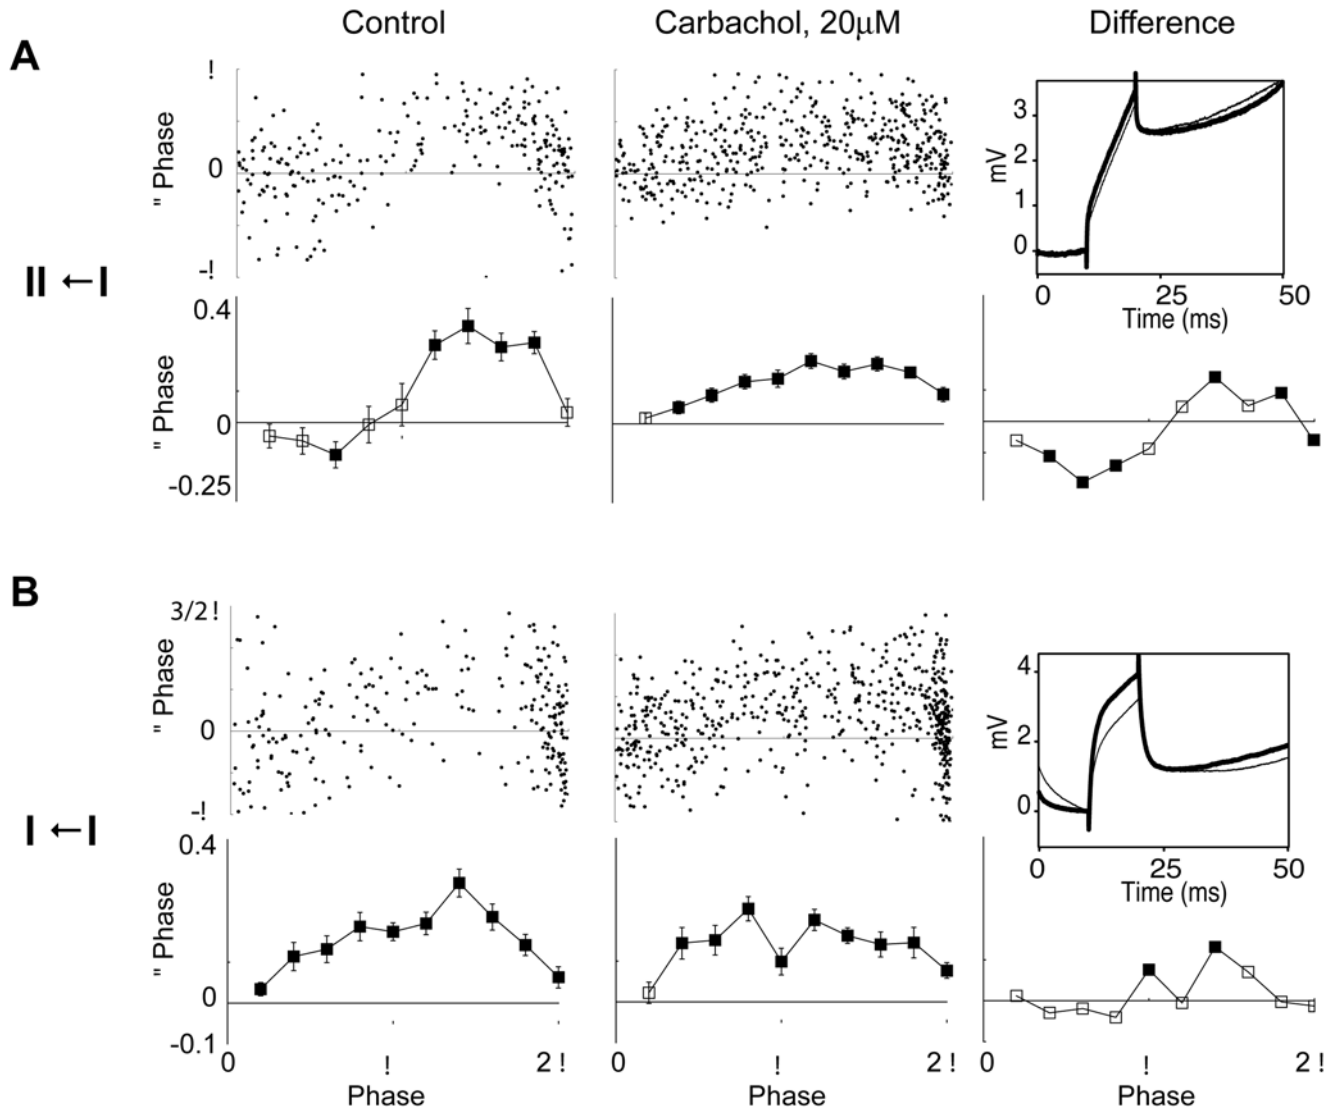 Control Carbachol, 20μM Difference
A
!
" Phase
0
-!
3
2
1
0
mV
0 25 50
Time (ms)
II ←I
0.4
" Phase
0
-0.25
B
3/2!
" Phase
0
-!
4
2
0
mV
0 25 50
Time (ms)
I ←I
0.4
" Phase
0
-0.1
0 ! 2! 0 ! 2! 0 ! 2!
Phase Phase Phase